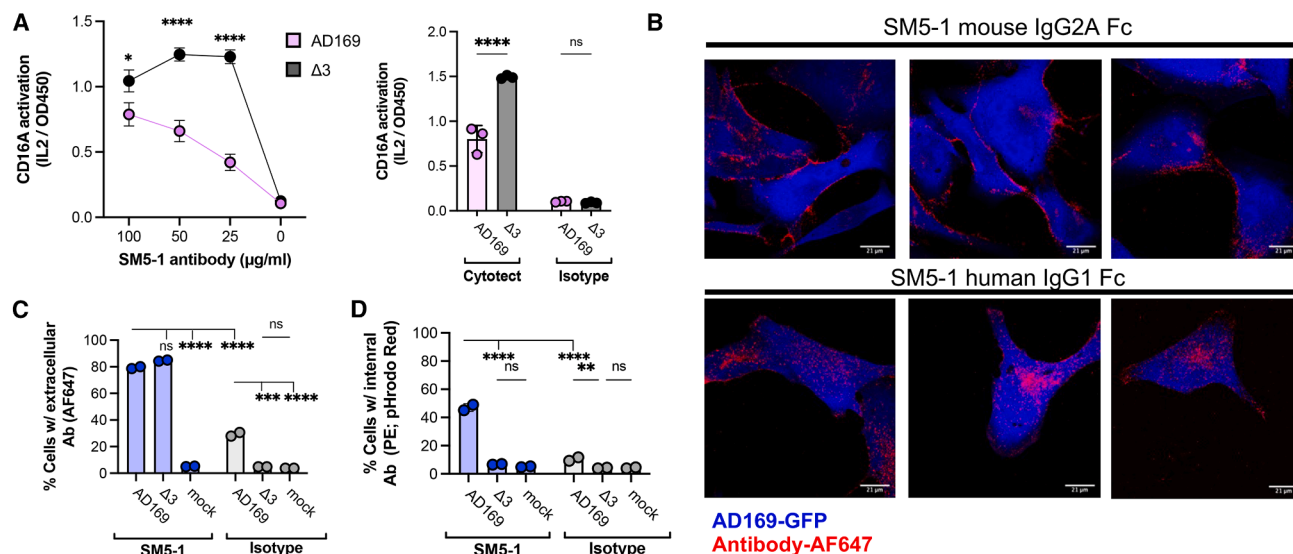 A
CD16A activation
(IL2 / OD450)
1.5
1.0
0.5
0.0
*
****
****
AD169
Δ3
100
50
25
0
SM5-1 antibody (µg/ml)
CD16A activation
(IL2 / OD450)
2.0
1.5
1.0
0.5
0.0
****
ns
AD169
Δ3
AD169
Δ3
Cytotect
Isotype
B
SM5-1 mouse IgG2A Fc
21 µm
21 µm
21 µm
SM5-1 human IgG1 Fc
21 µm
21 µm
21 µm
AD169-GFP
Antibody-AF647
C
% Cells w/ extracellular
Ab (AF647)
100
80
60
40
20
0
ns
****
****
ns
***
****
AD169
Δ3
mock
AD169
Δ3
mock
SM5-1
Isotype
D
% Cells w/ intenral
Ab (PE; pHrodo Red)
100
80
60
40
20
0
****
ns
****
**
ns
AD169
Δ3
mock
AD169
Δ3
mock
SM5-1
Isotype